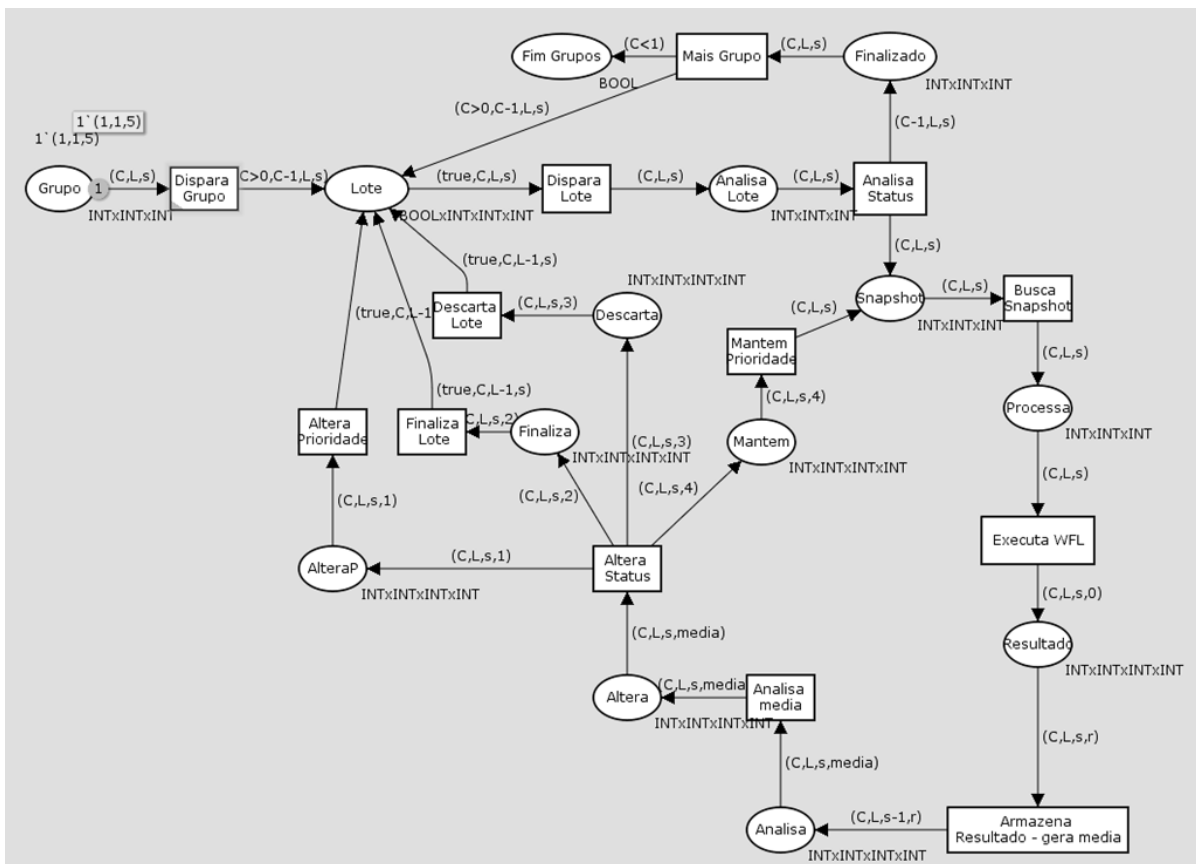 Fim Grupos
(C<1)
Mais Grupo
(C,L,s)
Finalizado
BOOL
INTxINTxINT
(C>0,C-1,L,s)
(C-1,L,s)
1`(1,1,5)
1`(1,1,5)
Grupo
1
(C,L,s)
Dispara
Grupo
C>0,C-1,L,s)
Lote
(true,C,L,s)
Dispara
Lote
(C,L,s)
Analisa
Lote
(C,L,s)
Analisa
Status
INTxINTxINT
BOOLxINTxINTxINT
INTxINTxINT
(true,C,L-1,s)
(C,L,s)
INTxINTxINTxINT
Descarta
Lote
(C,L,s,3)
Descarta
(C,L,s)
Snapshot
(C,L,s)
Busca
Snapshot
INTxINTxINT
(true,C,L-1
Mantem
Prioridade
(C,L,s)
(true,C,L-1,s)
(C,L,s,4)
Processa
INTxINTxINT
Altera
Prioridade
Finaliza
Lote
C,L,s,2)
Finaliza
INTxINTxINTxINT
(C,L,s,3)
Mantem
INTxINTxINTxINT
(C,L,s)
(C,L,s,1)
(C,L,s,2)
(C,L,s,4)
Executa WFL
AlteraP
(C,L,s,1)
Altera
Status
INTxINTxINTxINT
(C,L,s,0)
(C,L,s,media)
Resultado
INTxINTxINTxINT
Altera
(C,L,s,media
Analisa
media
INTxINTxINTxINT
(C,L,s,r)
(C,L,s,media)
Analisa
(C,L,s-1,r)
Armazena
Resultado - gera media
INTxINTxINTxINT